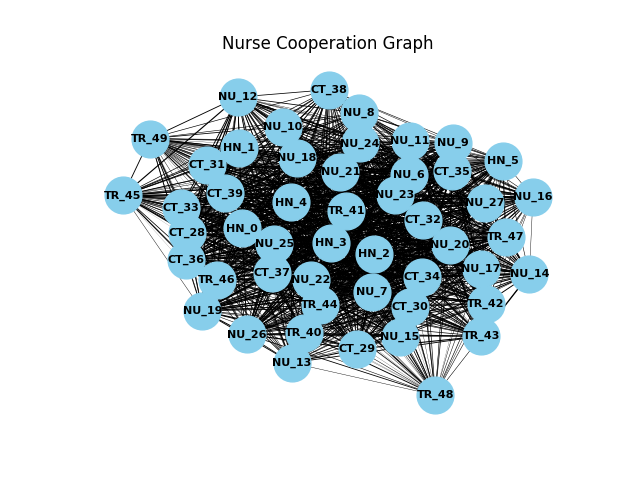 Nurse Cooperation Graph
CT_38
NU_12
NU_8
NU_10
TR_49
NU_11
NU_9
NU_24
HN_1
NU_18
HN_5
CT_31
NU_21
CT_35
NU_6
CT_39
TR_45
NU_23
NU_16
HN_4
NU_27
CT_33
TR_41
CT_32
HN_0
CT_28
TR_47
HN_3
NU_25
NU_20
HN_2
CT_36
NU_17
CT_37
NU_14
CT_34
TR_46
NU_22
NU_7
TR_42
TR_44
CT_30
NU_19
TR_40
NU_26
TR_43
NU_15
CT_29
NU_13
TR_48